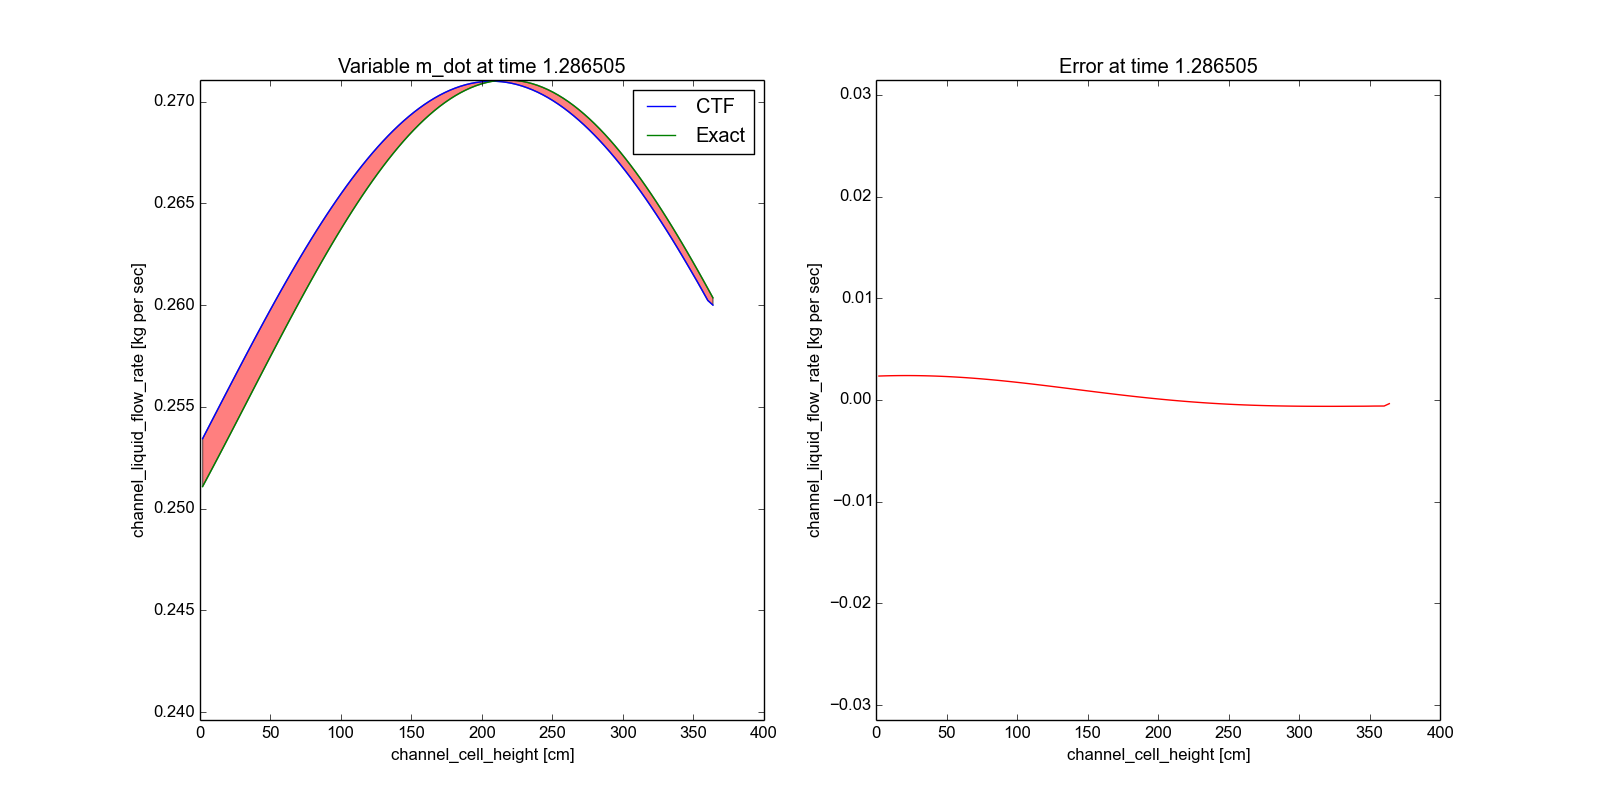 Variable m_dot at time 1.286505
0.270
0.265
0.260
0.255
0.250
0.245
0.240
channel_liquid_flow_rate [kg per sec]
CTF
Exact
0 50 100 150 200 250 300 350 400
channel_cell_height [cm]
Error at time 1.286505
0.03
0.02
0.01
0.00
−0.01
−0.02
−0.03
channel_liquid_flow_rate [kg per sec]
0 50 100 150 200 250 300 350 400
channel_cell_height [cm]